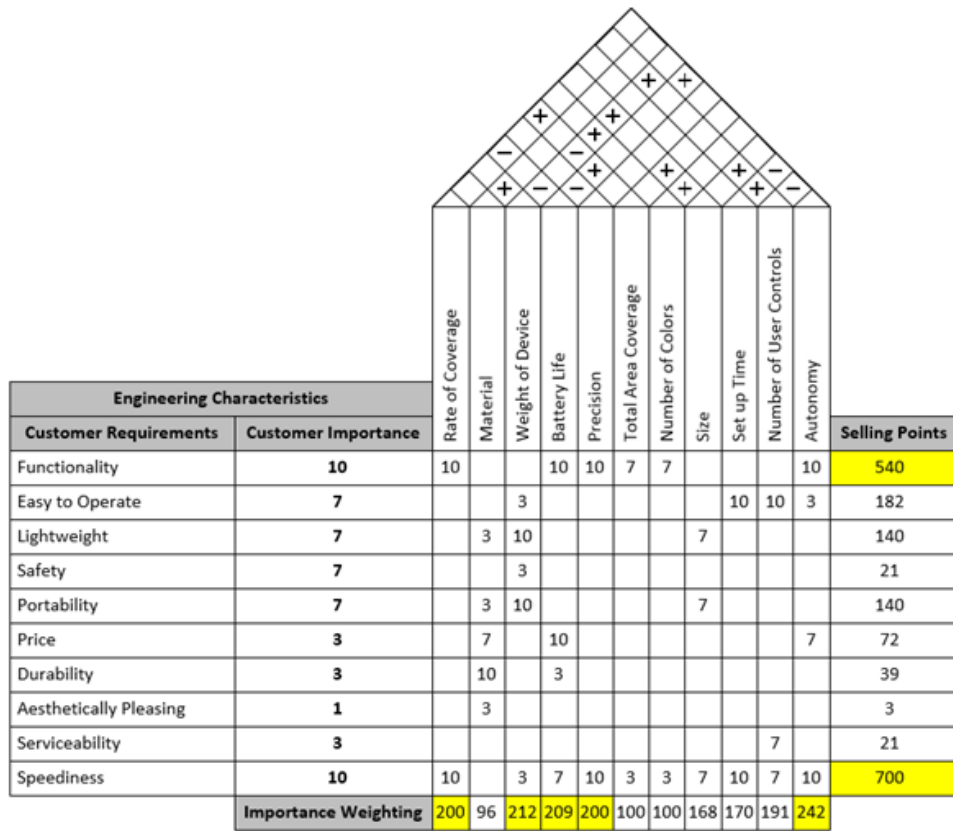 + +
+ +
+
− −
+ + + −
+ − − + + −
Rate of Coverage
Material
Weight of Device
Battery Life
Precision
Total Area Coverage
Number of Colors
Size
Set up Time
Number of User Controls
Autonomy
Engineering Characteristics
Customer Requirements Customer Importance Selling Points
Functionality 10 10 10 10 7 7 10 540
Easy to Operate 7 3 10 10 3 182
Lightweight 7 3 10 7 140
Safety 7 3 21
Portability 7 3 10 7 140
Price 3 7 10 7 72
Durability 3 10 3 39
Aesthetically Pleasing 1 3 3
Serviceability 3 7 21
Speediness 10 10 3 7 10 3 3 7 10 7 10 700
Importance Weighting 200 96 212 209 200 100 100 168 170 191 242